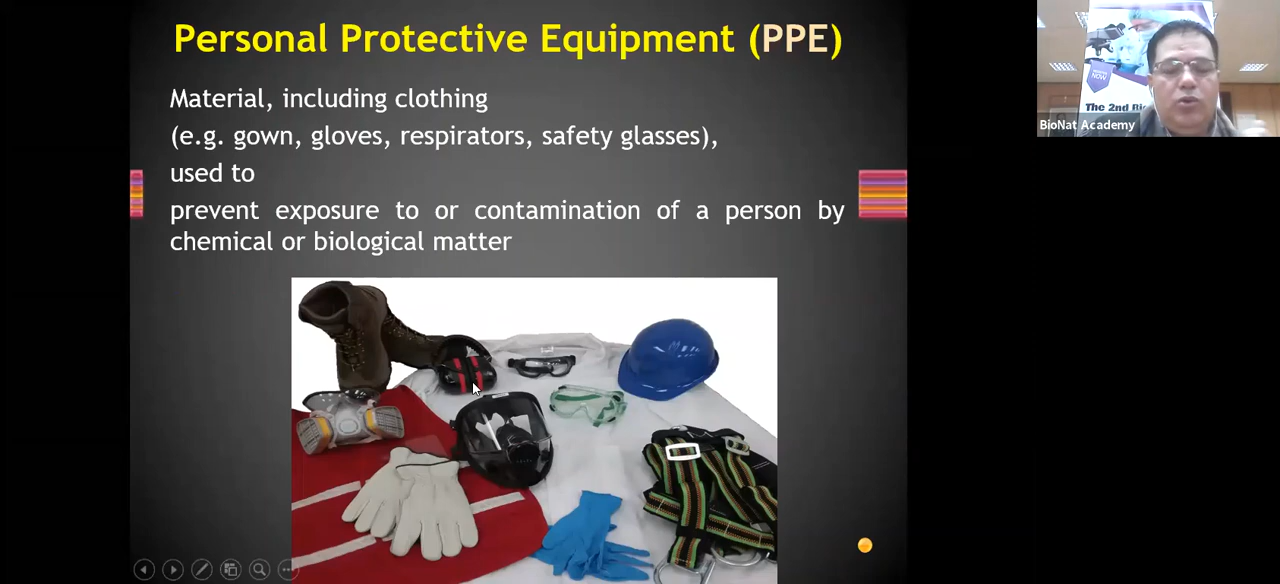 Personal Protective Equipment (PPE)
Material, including clothing
(e.g. gown, gloves, respirators, safety glasses),
used to
prevent exposure to or contamination of a person by
chemical or biological matter
NOW
The 2nd
BioNat Academy